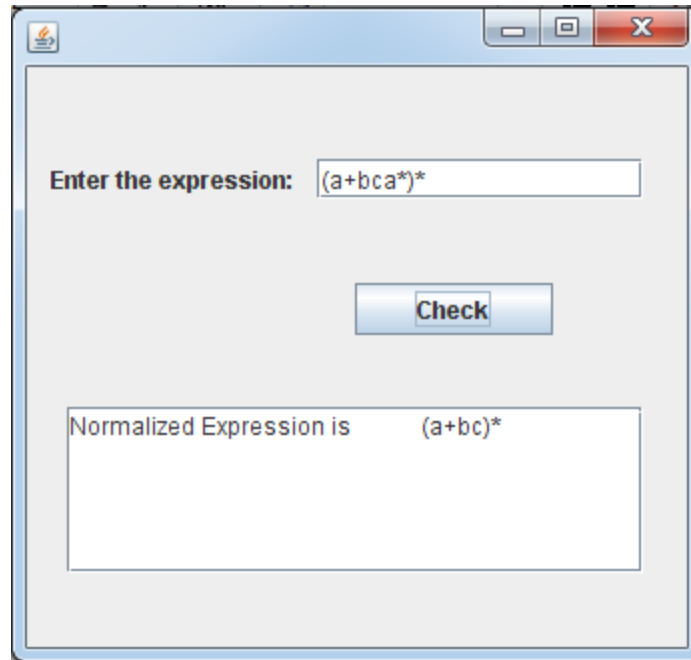 Enter the expression: (a+bca*)*
Check
Normalized Expression is (a+bc)*